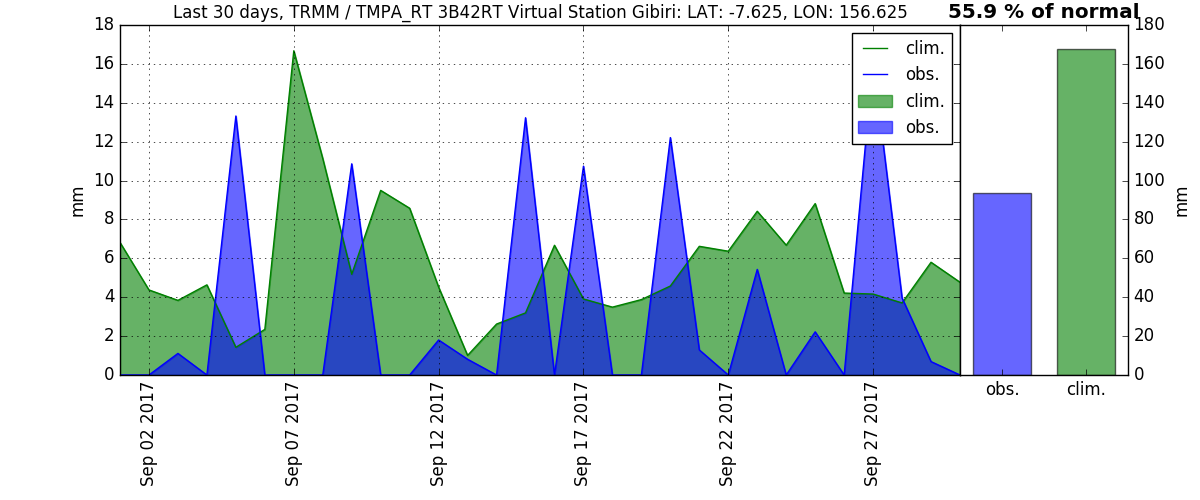 Last 30 days, TRMM / TMPA_RT 3B42RT Virtual Station Gibiri: LAT: -7.625, LON: 156.625
55.9 % of normal
18
16
14
12
10
8
6
4
2
0
mm
clim.
obs.
clim.
obs.
Sep 02 2017
Sep 07 2017
Sep 12 2017
Sep 17 2017
Sep 22 2017
Sep 27 2017
obs.
clim.
180
160
140
120
100
80
60
40
20
0
mm